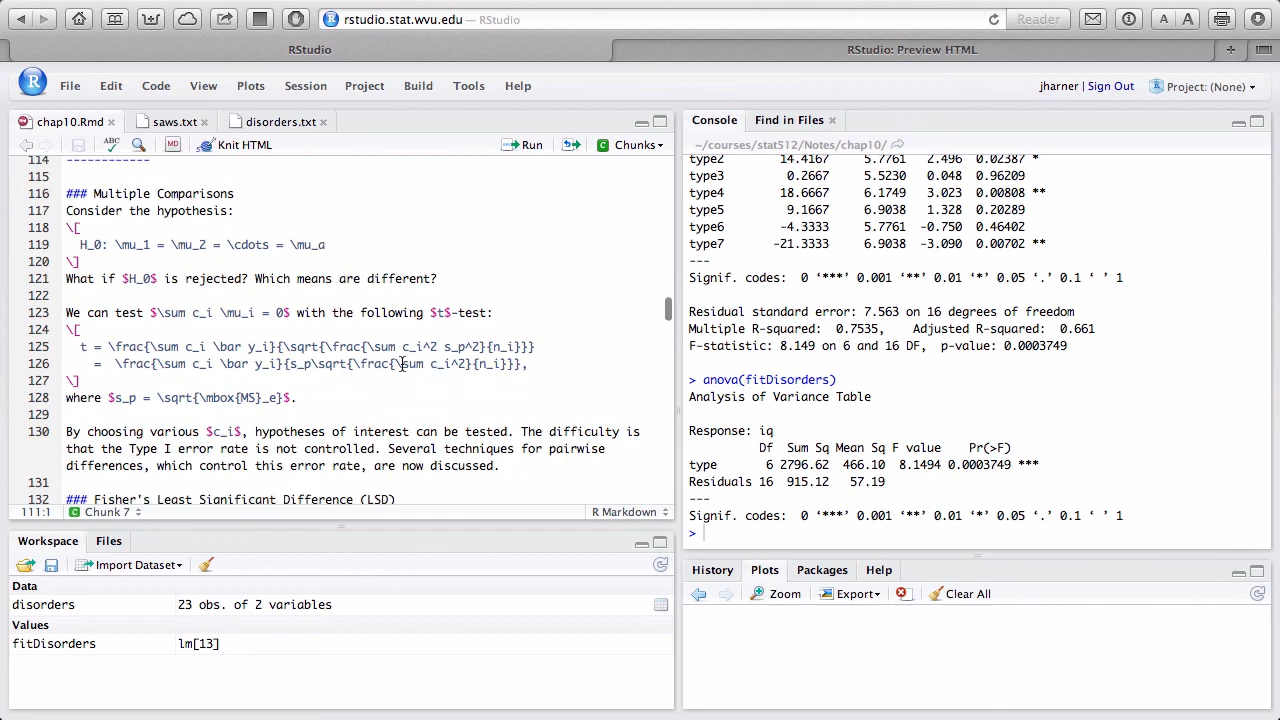 rstudio.stat.wvu.edu — RStudio
Reader
A A
RStudio
RStudio: Preview HTML
R File Edit Code View Plots Session Project Build Tools Help
jharner | Sign Out
Project: (None)
chap10.Rmd
saws.txt
disorders.txt
ABC
MD
Knit HTML
Run
Chunks
114 ------------
115
116 ### Multiple Comparisons
117 Consider the hypothesis:
118 \[
119 H_0: \mu_1 = \mu_2 = \cdots = \mu_a
120 \]
121 What if $H_0$ is rejected? Which means are different?
122
123 We can test $\sum c_i \mu_i = 0$ with the following $t$-test:
124 \[
125 t = \frac{\sum c_i \bar y_i}{\sqrt{\frac{\sum c_i^2 s_p^2}{n_i}}}
126 = \frac{\sum c_i \bar y_i}{s_p\sqrt{\frac{\sum c_i^2}{n_i}}},
127 \]
128 where $s_p = \sqrt{\mbox{MS}_e}$.
129
130 By choosing various $c_i$, hypotheses of interest can be tested. The difficulty is
that the Type I error rate is not controlled. Several techniques for pairwise
differences, which control this error rate, are now discussed.
131
132 ### Fisher's Least Significant Difference (LSD)
111:1 C Chunk 7
R Markdown
Workspace Files
Import Dataset
Data
disorders 23 obs. of 2 variables
Values
fitDisorders lm[13]
Console Find in Files
~/courses/stat512/Notes/chap10/
type2 14.4167 5.7761 2.496 0.02387 *
type3 0.2667 5.5230 0.048 0.96209
type4 18.6667 6.1749 3.023 0.00808 **
type5 9.1667 6.9038 1.328 0.20289
type6 -4.3333 5.7761 -0.750 0.46402
type7 -21.3333 6.9038 -3.090 0.00702 **
---
Signif. codes: 0 ‘***’ 0.001 ‘**’ 0.01 ‘*’ 0.05 ‘.’ 0.1 ‘ ’ 1
Residual standard error: 7.563 on 16 degrees of freedom
Multiple R-squared: 0.7535, Adjusted R-squared: 0.661
F-statistic: 8.149 on 6 and 16 DF, p-value: 0.0003749
> anova(fitDisorders)
Analysis of Variance Table
Response: iq
Df Sum Sq Mean Sq F value Pr(>F)
type 6 2796.62 466.10 8.1494 0.0003749 ***
Residuals 16 915.12 57.19
---
Signif. codes: 0 ‘***’ 0.001 ‘**’ 0.01 ‘*’ 0.05 ‘.’ 0.1 ‘ ’ 1
>
History Plots Packages Help
Zoom Export Clear All